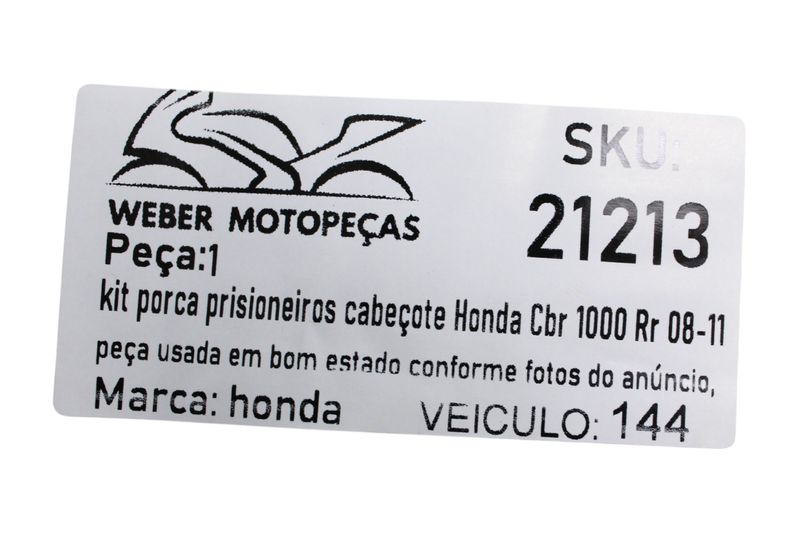 WEBER MOTOPEÇAS
SKU:
21213
Peça:1
kit porca prisioneiros cabeçote Honda Cbr 1000 Rr 08-11
peça usada em bom estado conforme fotos do anúncio,
Marca: honda
VEICULO: 144